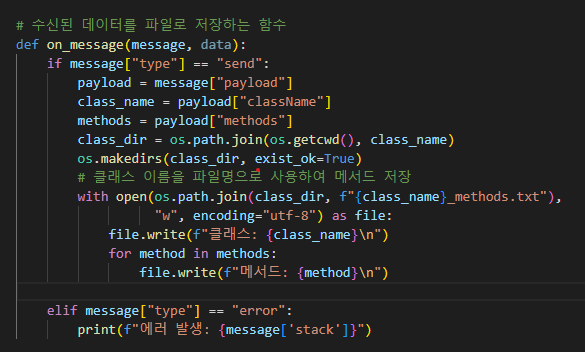 # 수신된 데이터를 파일로 저장하는 함수
def on_message(message, data):
    if message["type"] == "send":
        payload = message["payload"]
        class_name = payload["className"]
        methods = payload["methods"]
        class_dir = os.path.join(os.getcwd(), class_name)
        os.makedirs(class_dir, exist_ok=True)
        # 클래스 이름을 파일명으로 사용하여 메서드 저장
        with open(os.path.join(class_dir, f"{class_name}_methods.txt"),
                  "w", encoding="utf-8") as file:
            file.write(f"클래스: {class_name}\n")
            for method in methods:
                file.write(f"메서드: {method}\n")
    elif message["type"] == "error":
        print(f"에러 발생: {message['stack']}")